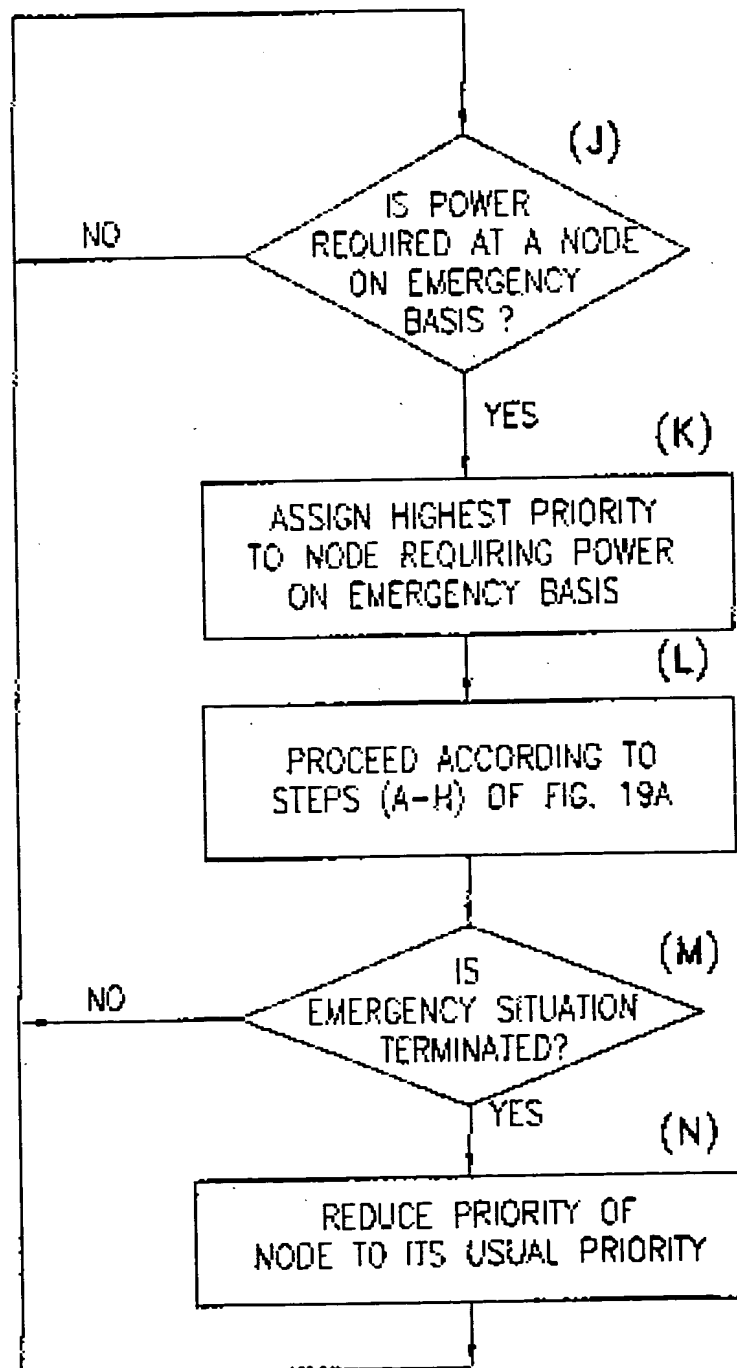 (J)
IS POWER
REQUIRED AT A NODE
ON EMERGENCY
BASIS ?
NO
YES
(K)
ASSIGN HIGHEST PRIORITY
TO NODE REQUIRING POWER
ON EMERGENCY BASIS
(L)
PROCEED ACCORDING TO
STEPS (A-H) OF FIG. 19A
(M)
IS
EMERGENCY SITUATION
TERMINATED?
NO
YES
(N)
REDUCE PRIORITY OF
NODE TO ITS USUAL PRIORITY